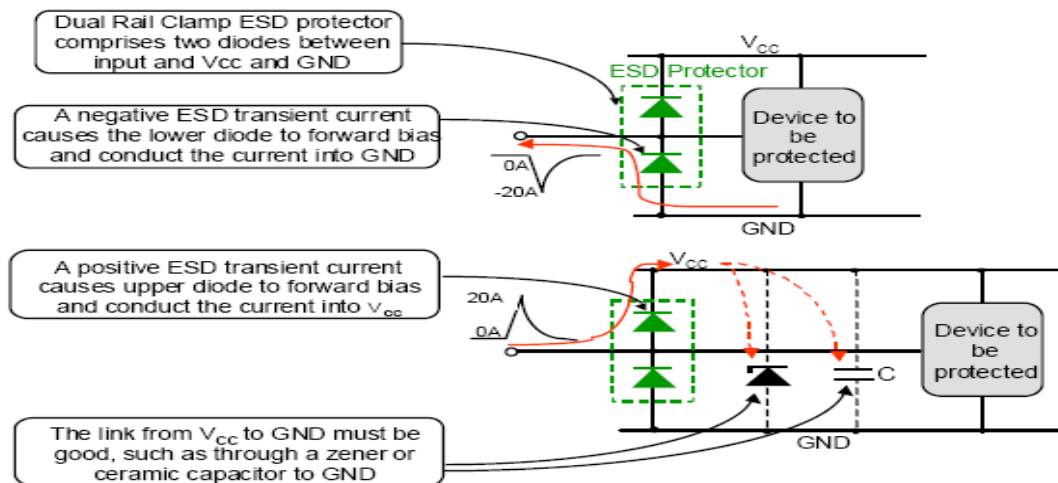 Dual Rail Clamp ESD protector
comprises two diodes between
input and Vcc and GND
VCC
ESD Protector
A negative ESD transient current
causes the lower diode to forward bias
and conduct the current into GND
Device to
be
protected
0A
-20A
GND
A positive ESD transient current
causes upper diode to forward bias
and conduct the current into Vcc
VCC
20A
0A
Device to
be
protected
C
GND
The link from VCC to GND must be
good, such as through a zener or
ceramic capacitor to GND